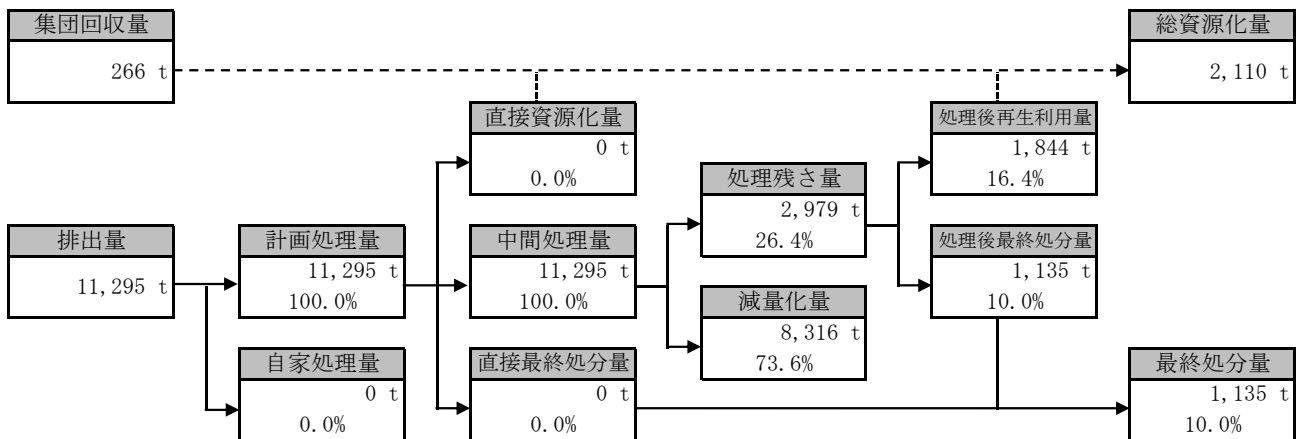 集団回収量
266 t
総資源化量
2,110 t
直接資源化量
0 t
0.0%
処理後再生利用量
1,844 t
16.4%
処理残さ量
2,979 t
26.4%
排出量
11,295 t
計画処理量
11,295 t
100.0%
中間処理量
11,295 t
100.0%
処理後最終処分量
1,135 t
10.0%
減量化量
8,316 t
73.6%
自家処理量
0 t
0.0%
直接最終処分量
0 t
0.0%
最終処分量
1,135 t
10.0%